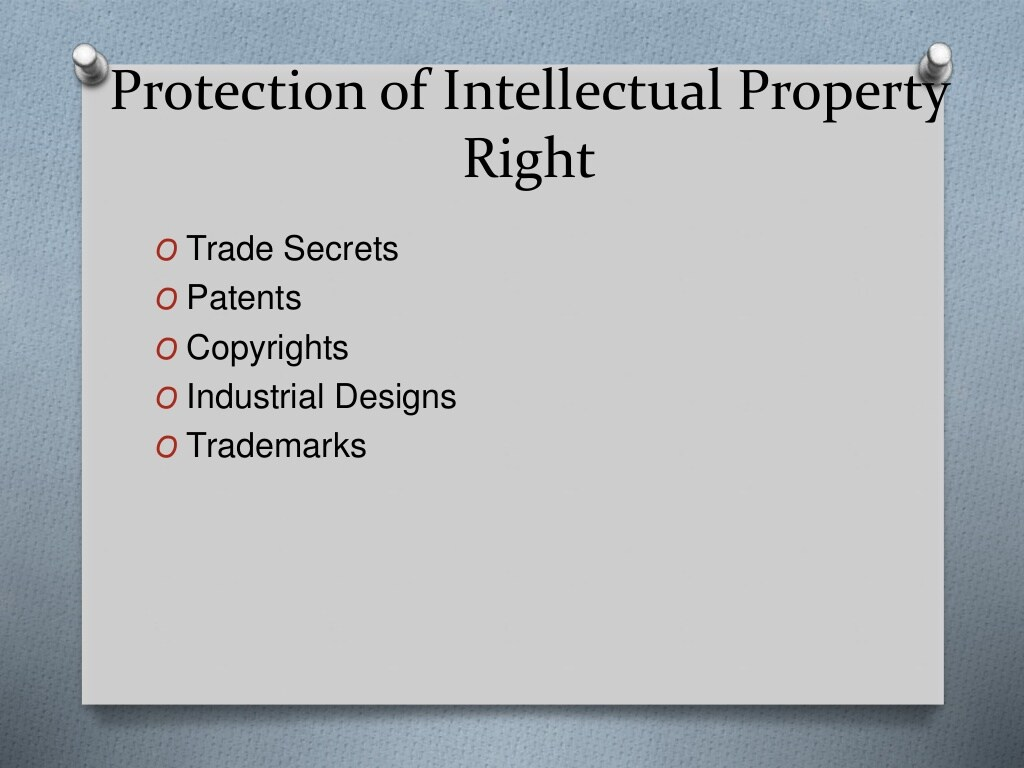 Protection of Intellectual Property
Right
O Trade Secrets
O Patents
O Copyrights
O Industrial Designs
O Trademarks